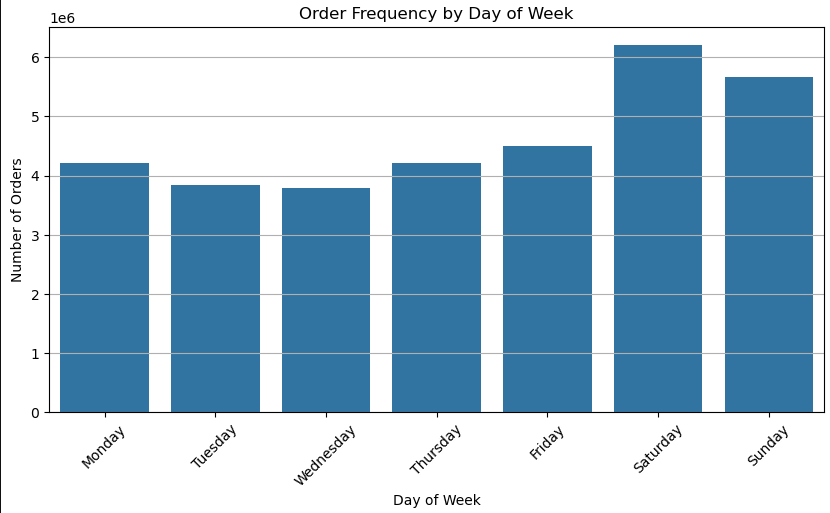 Order Frequency by Day of Week
1e6
6
5
4
3
2
1
0
Number of Orders
Monday
Tuesday
Wednesday
Thursday
Friday
Saturday
Sunday
Day of Week